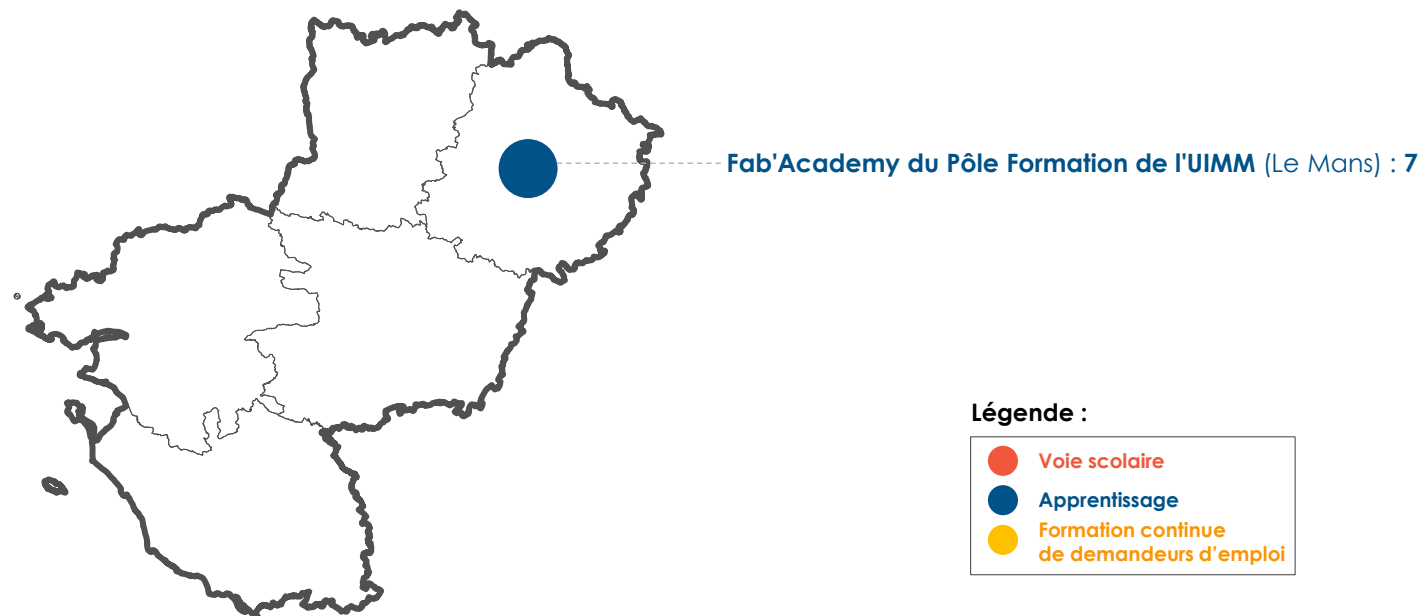 Fab'Academy du Pôle Formation de l'UIMM (Le Mans) : 7
Légende :
Voie scolaire
Apprentissage
Formation continue
de demandeurs d’emploi